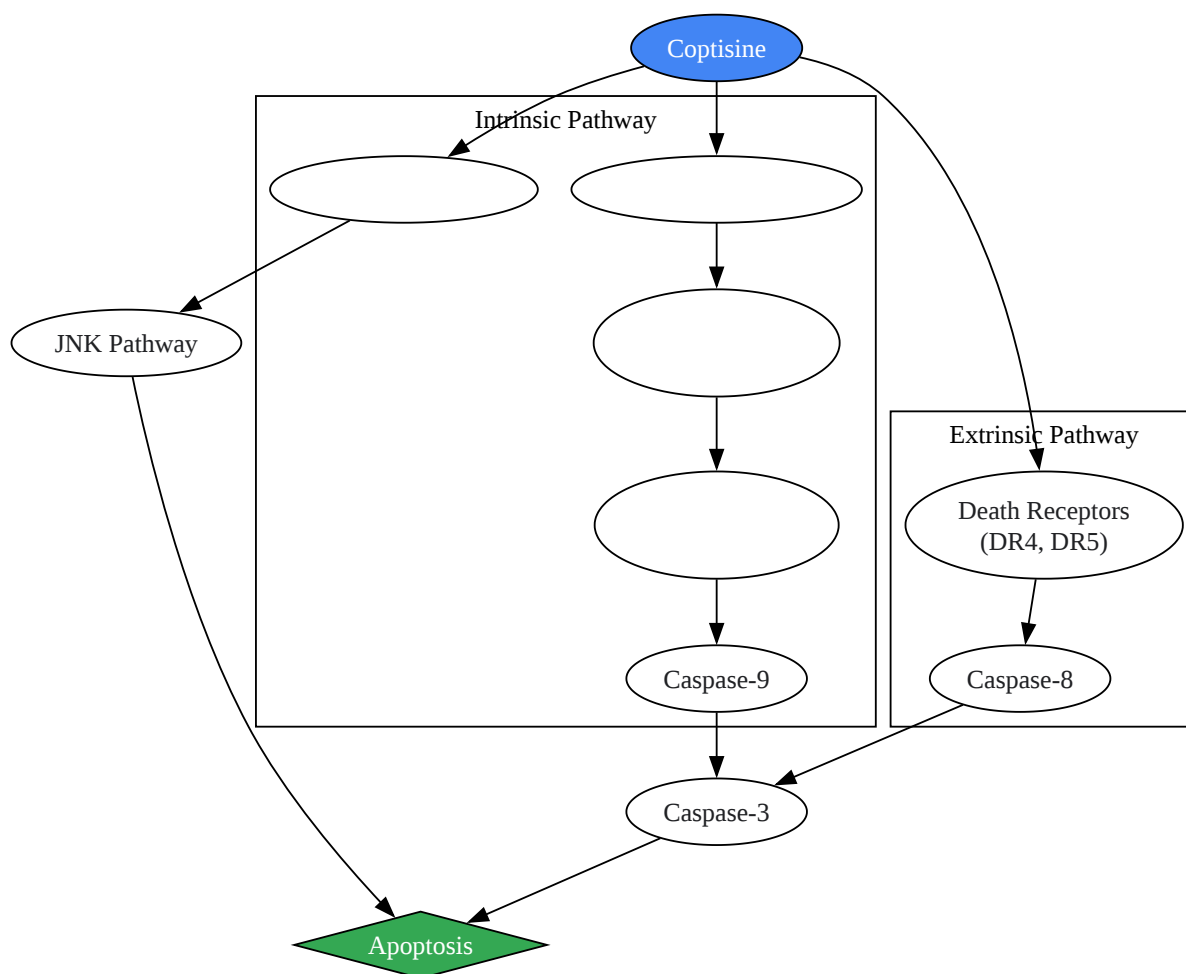 Coptisine
Intrinsic Pathway
JNK Pathway
Extrinsic Pathway
Death Receptors
(DR4, DR5)
Caspase-9
Caspase-8
Caspase-3
Apoptosis